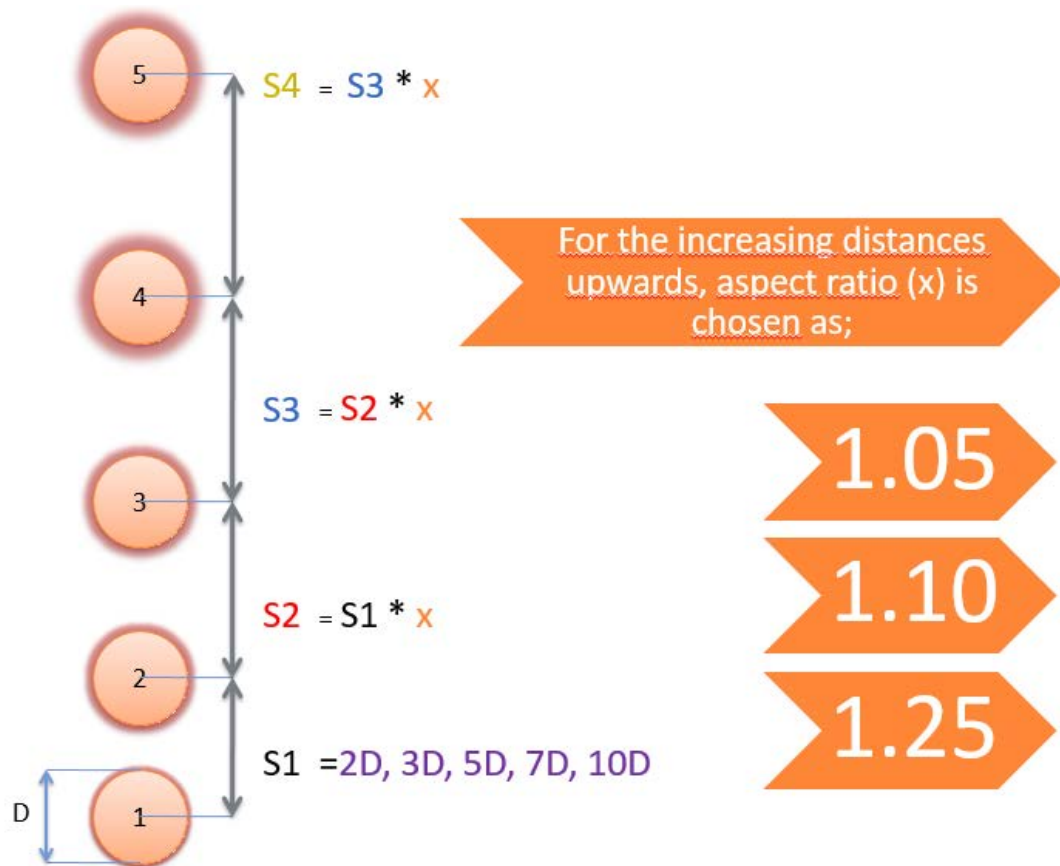 5
S4 = S3 * x
For the increasing distances
upwards, aspect ratio (x) is
chosen as;
4
S3 = S2 * x
1.05
3
1.10
S2 = S1 * x
2
1.25
S1 =2D, 3D, 5D, 7D, 10D
D
1